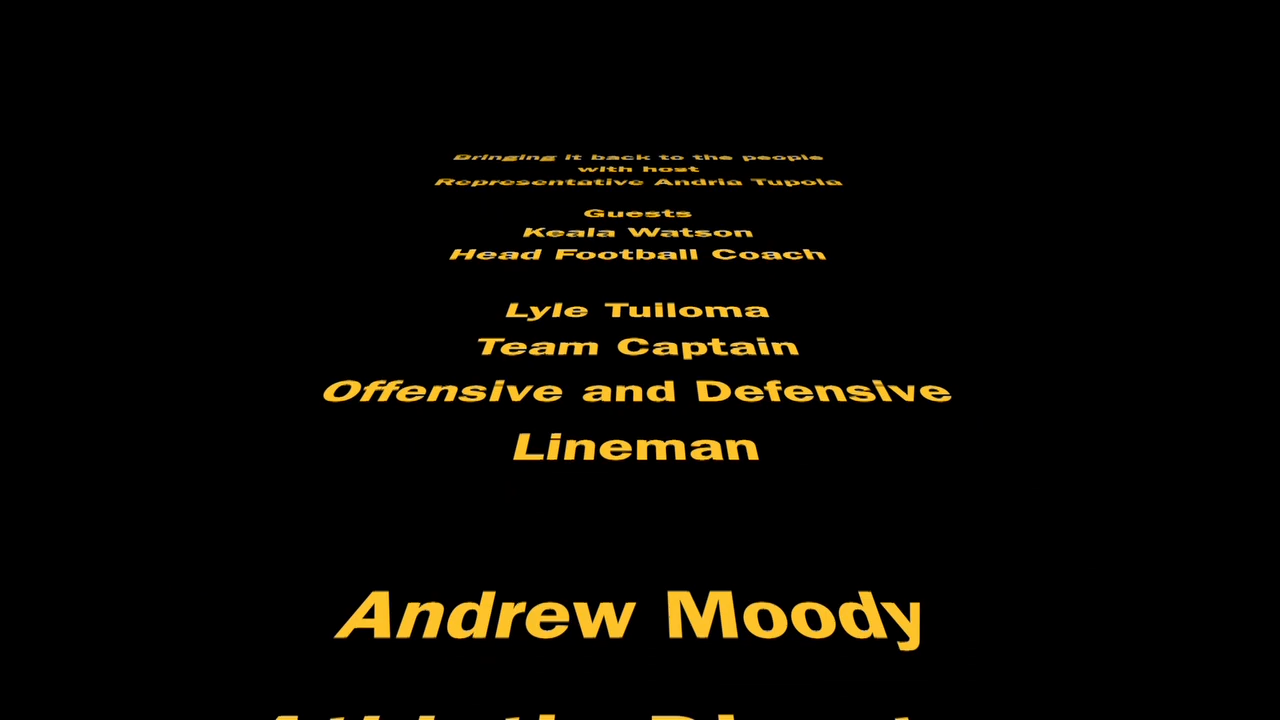 Bringing it back to the people
with host
Representative Andria Tupola
Guests
Keala Watson
Head Football Coach
Lyle Tuiloma
Team Captain
Offensive and Defensive
Lineman
Andrew Moody